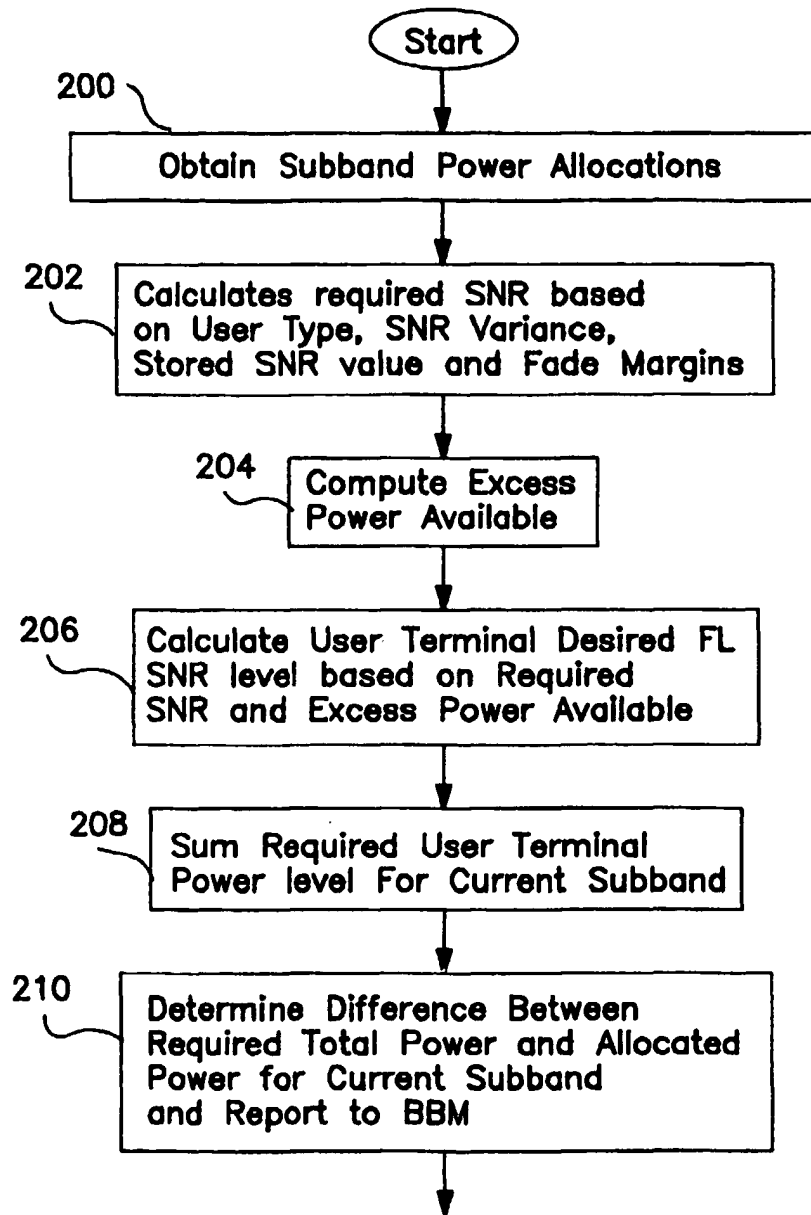 Start
200
Obtain Subband Power Allocations
202
Calculates required SNR based
on User Type, SNR Variance,
Stored SNR value and Fade Margins
204
Compute Excess
Power Available
206
Calculate User Terminal Desired FL
SNR level based on Required
SNR and Excess Power Available
208
Sum Required User Terminal
Power level For Current Subband
210
Determine Difference Between
Required Total Power and Allocated
Power for Current Subband
and Report to BBM